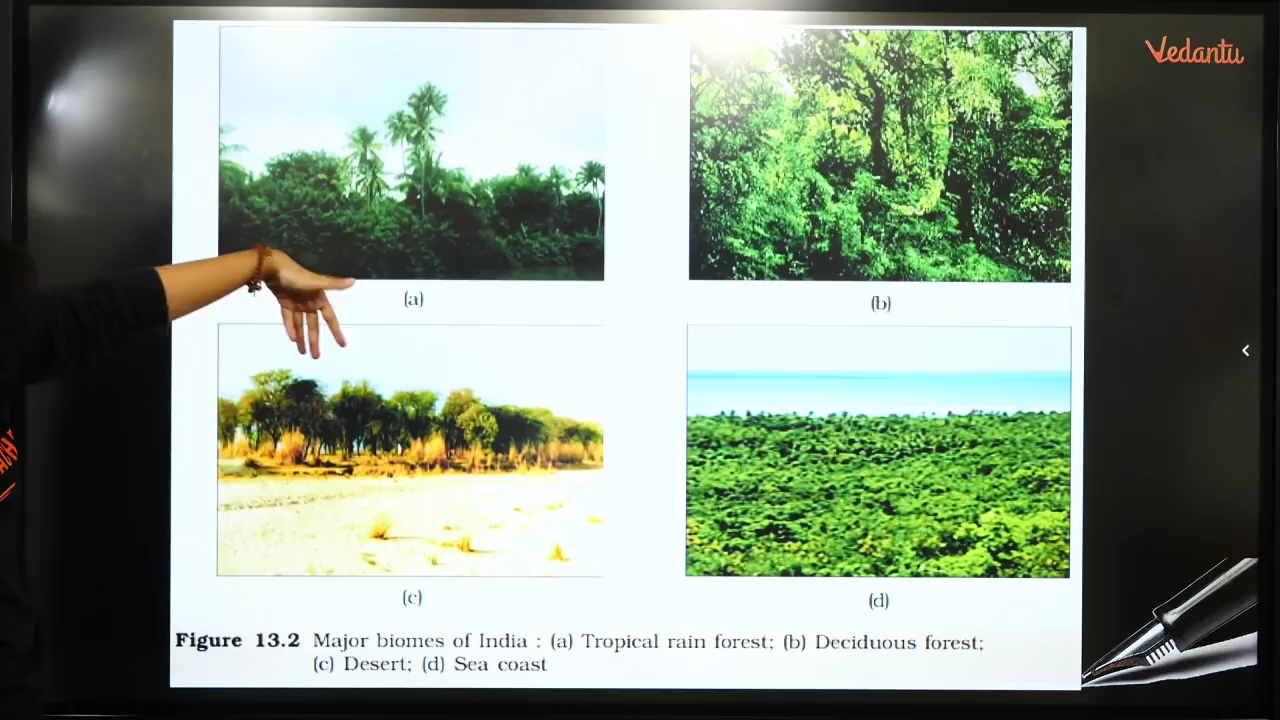 Vedantu
(a)
(b)
(c)
(d)
Figure 13.2 Major biomes of India : (a) Tropical rain forest; (b) Deciduous forest;
(c) Desert; (d) Sea coast